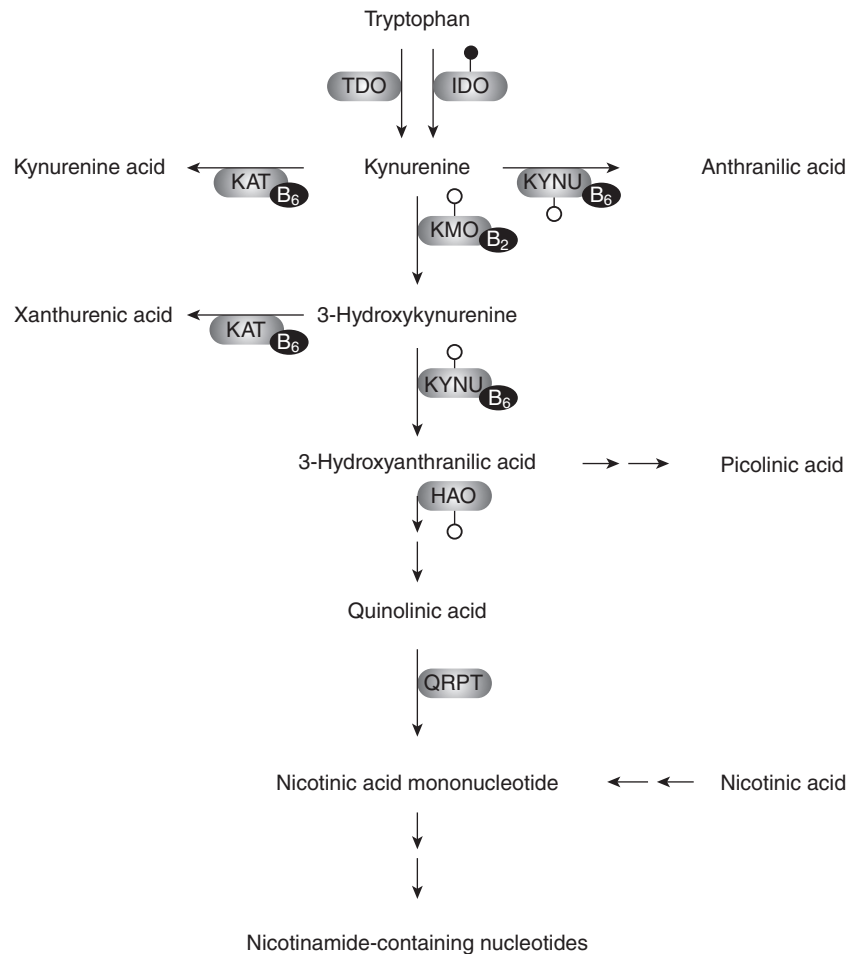 Tryptophan
TDO IDO
Kynurenine acid Kynurenine Anthranilic acid
KAT B6 KYNU B6
KMO B2
Xanthurenic acid 3-Hydroxykynurenine
KAT B6
KYNU B6
3-Hydroxyanthranilic acid Picolinic acid
HAO
Quinolinic acid
QRPT
Nicotinic acid mononucleotide Nicotinic acid
Nicotinamide-containing nucleotides